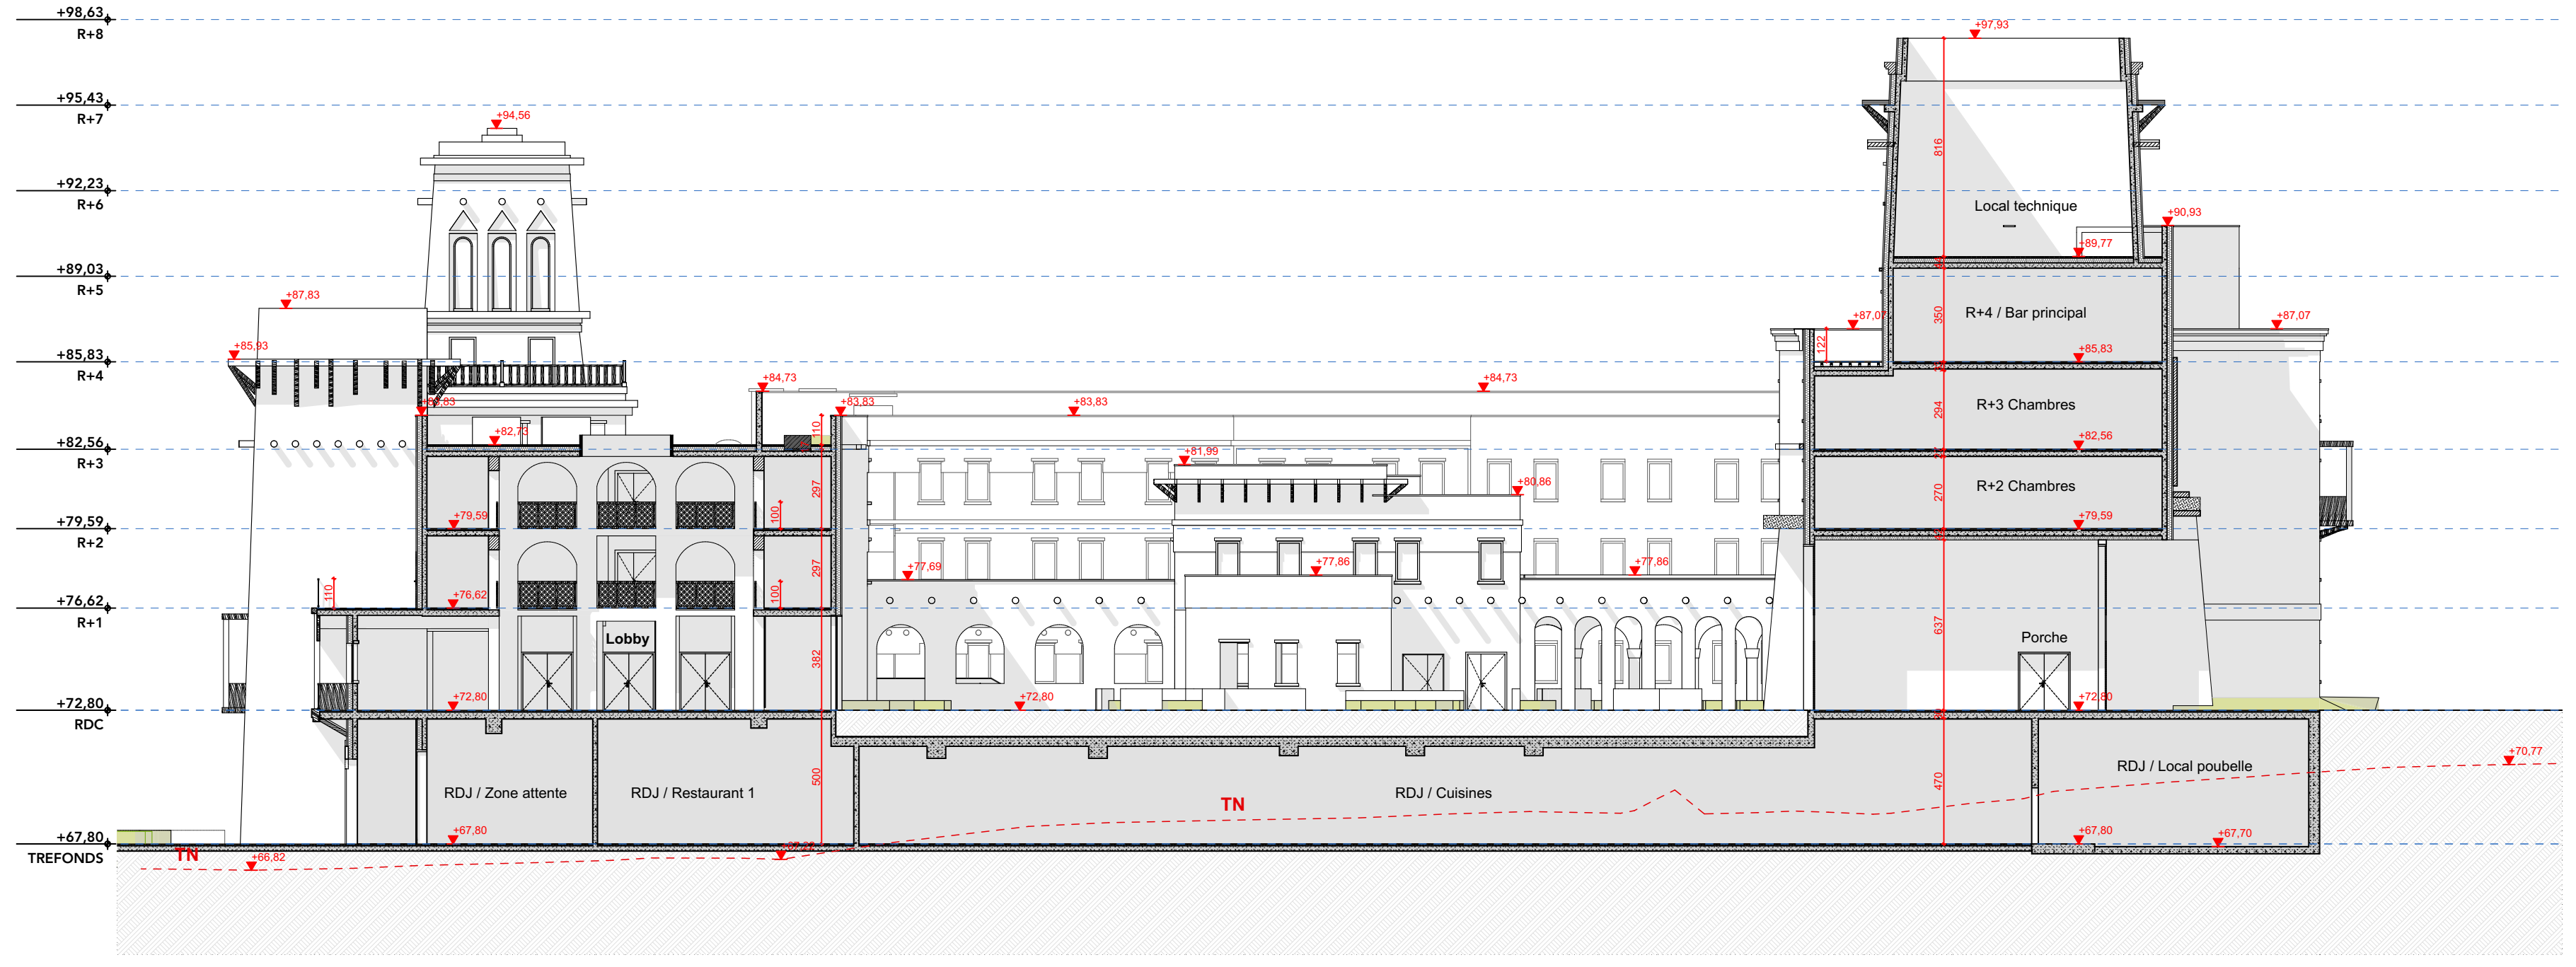 +98,63
R+8
+97,93
+95,43
R+7
+94,56
816
+92,23
R+6
Local technique
+90,93
+89,77
+89,03
R+5
+87,83
R+4 / Bar principal
350
+87,07
+87,07
122
+85,93
+85,83
R+4
+85,83
+84,73
+84,73
+83,83
+83,83
110
R+3 Chambres
294
+82,73
+82,56
R+3
+82,56
+81,99
+80,86
297
R+2 Chambres
270
100
+79,59
R+2
+79,59
+79,59
+77,69
+77,86
+77,86
297
100
110
+76,62
R+1
+76,62
Lobby
382
637
Porche
+72,80
RDC
+72,80
+72,80
+72,80
+70,77
RDJ / Zone attente
RDJ / Restaurant 1
500
TN
RDJ / Cuisines
470
RDJ / Local poubelle
+67,80
TREFONDS
+67,80
+67,80
+67,70
TN
+66,82